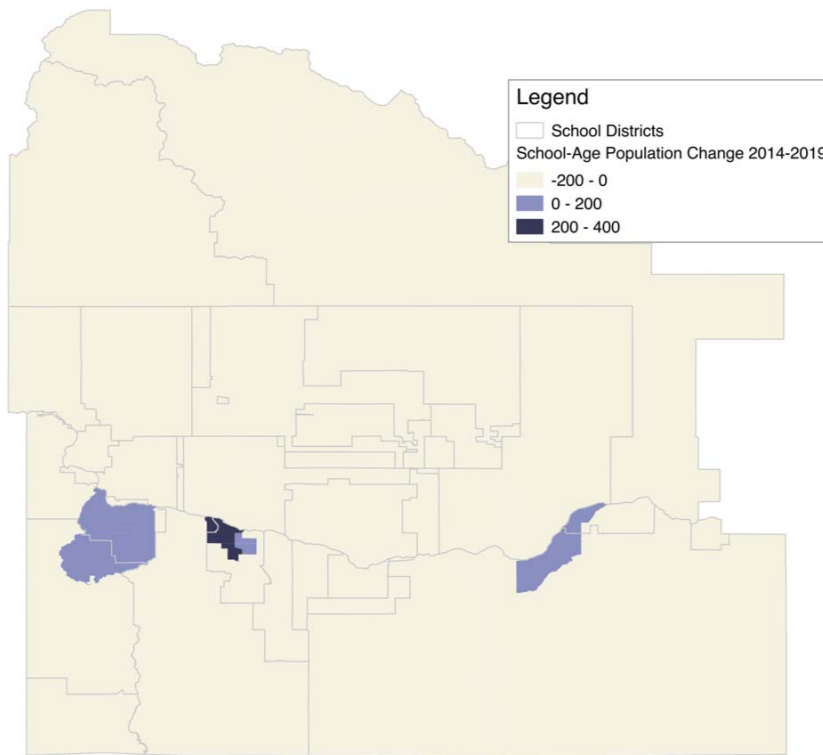 Legend
School Districts
School-Age Population Change 2014-2019
-200 - 0
0 - 200
200 - 400